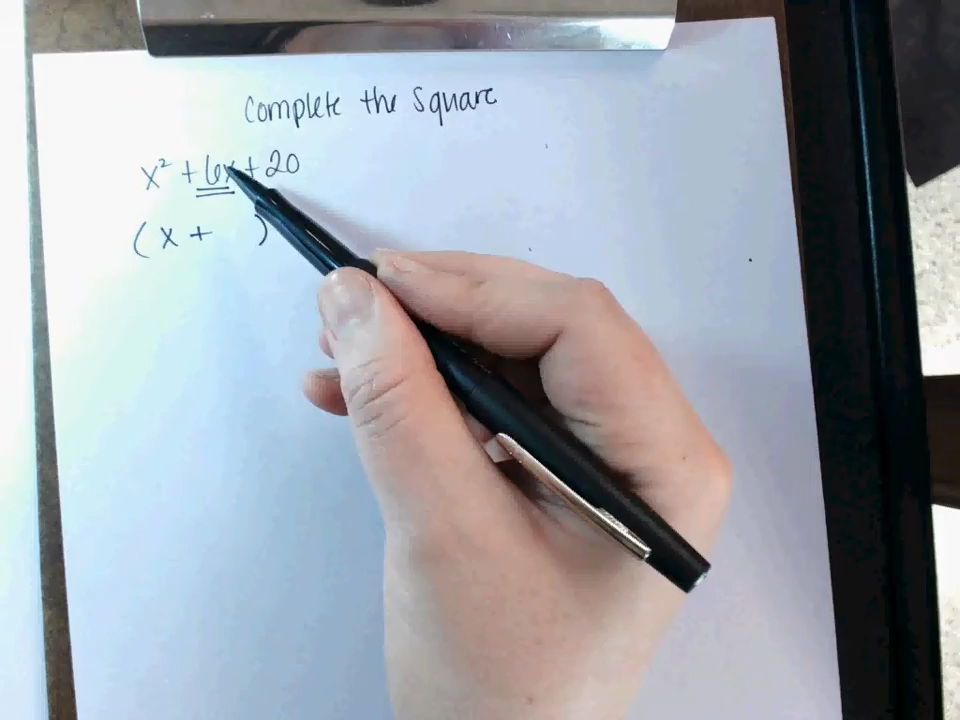 Complete the Square
x² + 6x + 20
( x + )